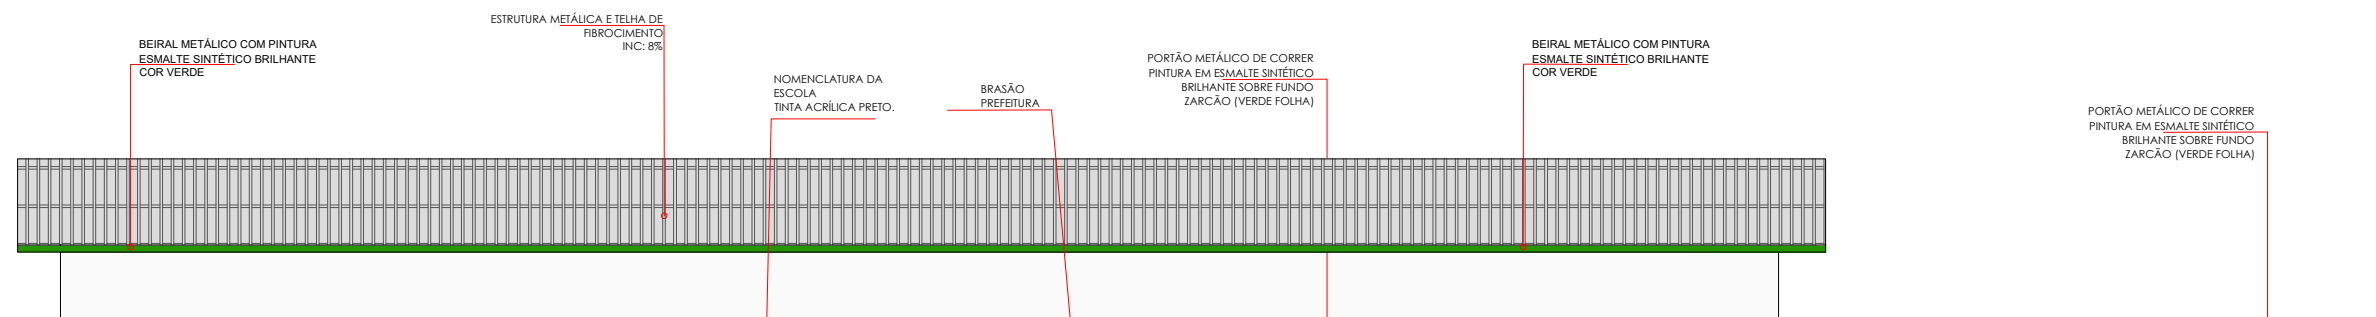 BEIRAL METÁLICO COM PINTURA
ESMALTE SINTÉTICO BRILHANTE
COR VERDE
ESTRUTURA METÁLICA E TELHA DE
FIBROCIMENTO
INC: 8%
NOMENCLATURA DA
ESCOLA
TINTA ACRÍLICA PRETO.
BRASÃO
PREFEITURA
PORTÃO METÁLICO DE CORRER
PINTURA EM ESMALTE SINTÉTICO
BRILHANTE SOBRE FUNDO
ZARCÃO (VERDE FOLHA)
BEIRAL METÁLICO COM PINTURA
ESMALTE SINTÉTICO BRILHANTE
COR VERDE
PORTÃO METÁLICO DE CORRER
PINTURA EM ESMALTE SINTÉTICO
BRILHANTE SOBRE FUNDO
ZARCÃO (VERDE FOLHA)